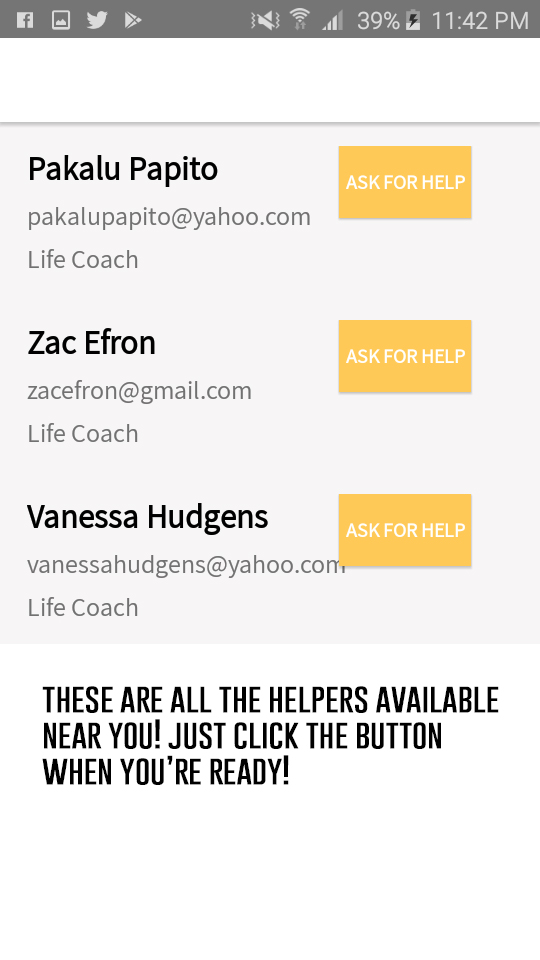 39% 11:42 PM
Pakalu Papito
ASK FOR HELP
pakalupapito@yahoo.com
Life Coach
Zac Efron
ASK FOR HELP
zacefron@gmail.com
Life Coach
Vanessa Hudgens
ASK FOR HELP
vanessahudgens@yahoo.com
Life Coach
THESE ARE ALL THE HELPERS AVAILABLE
NEAR YOU! JUST CLICK THE BUTTON
WHEN YOU'RE READY!